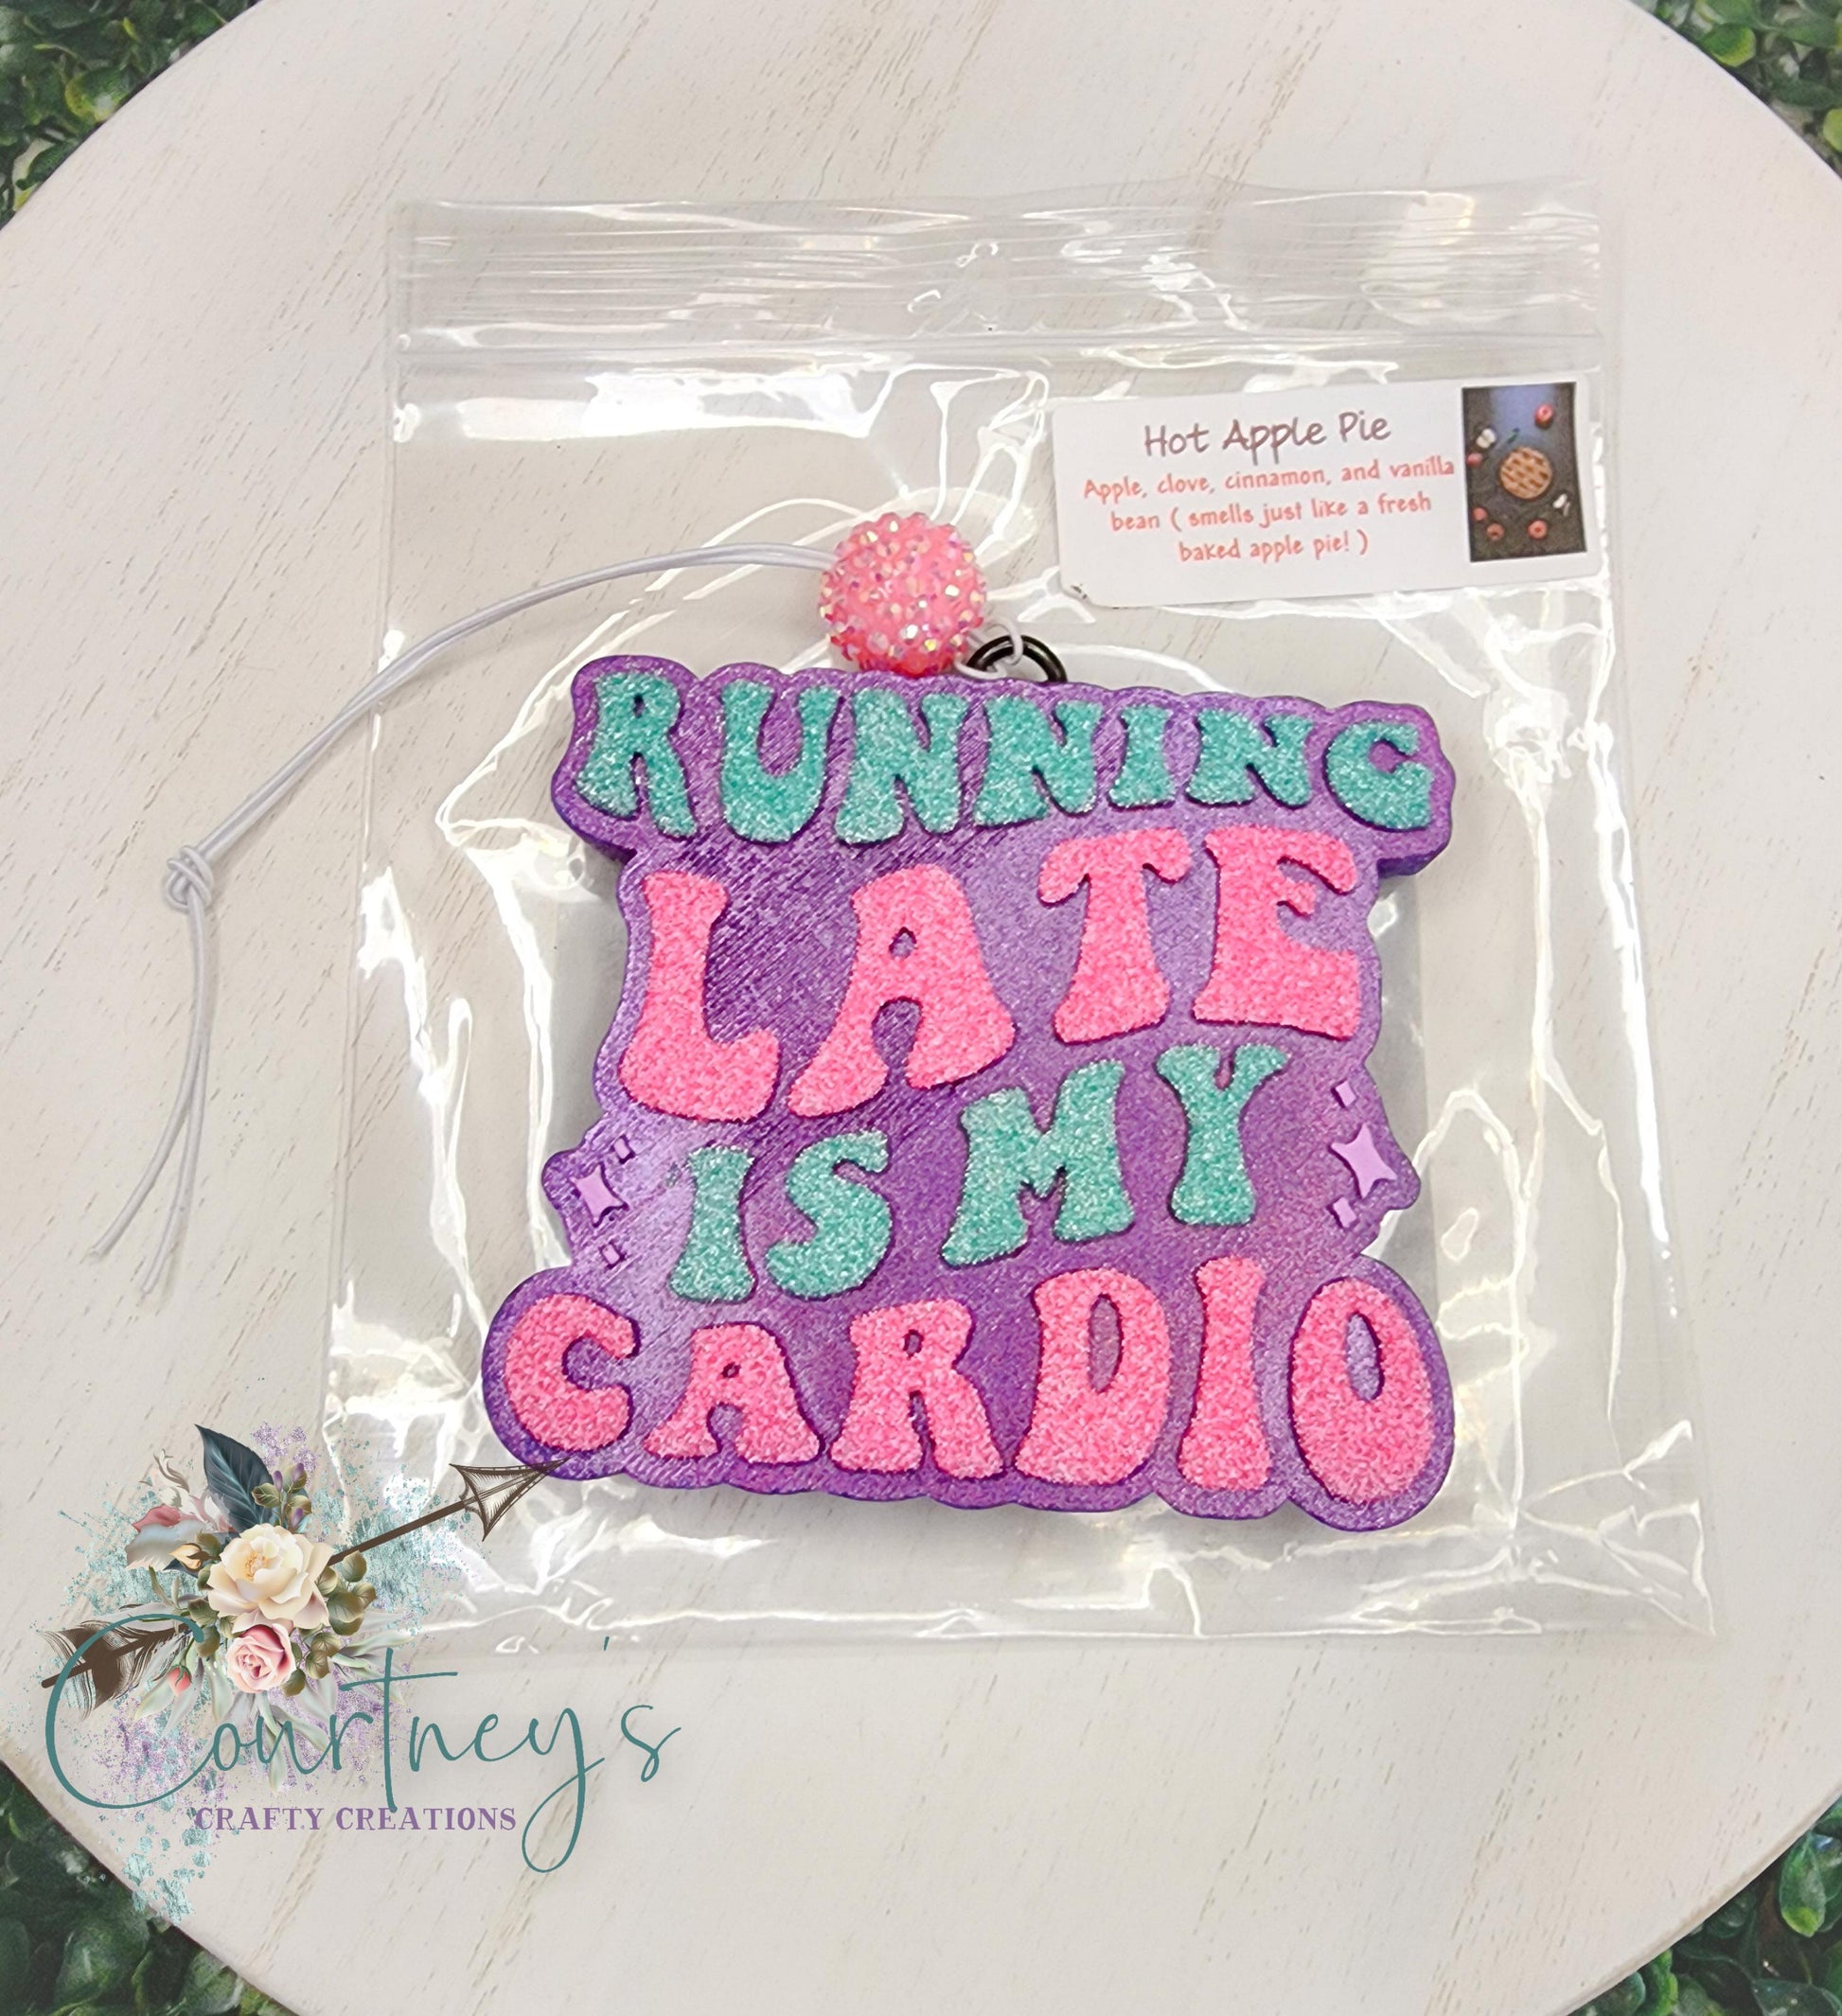 Hot Apple Pie
Apple, clove, cinnamon, and vanilla
bean ( smells just like a fresh
baked apple pie! )
RUNNING
LATE
IS MY
CARDIO
Courtney's
CRAFTY CREATIONS